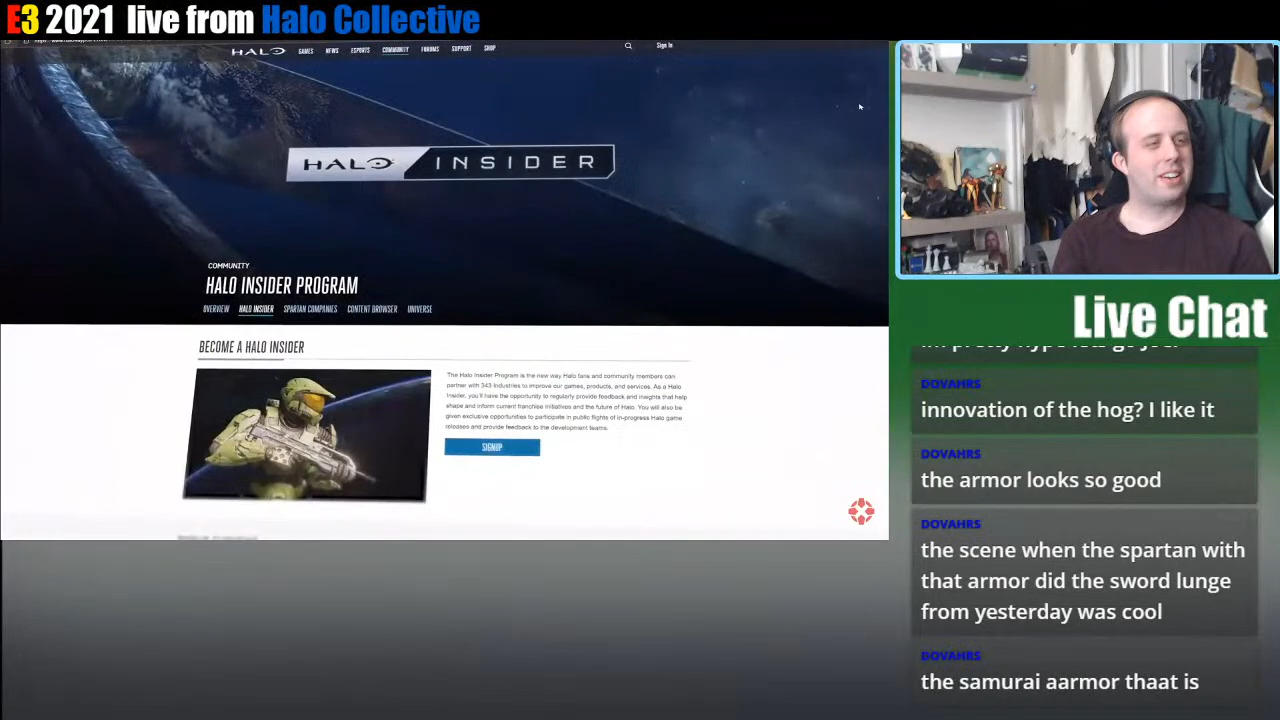 E3 2021 live from Halo Collective
HALO GAMES NEWS ESPORTS COMMUNITY FORUMS SUPPORT SHOP Sign In
HALO INSIDER
COMMUNITY
HALO INSIDER PROGRAM
OVERVIEW HALO INSIDER SPARTAN COMPANIES CONTENT BROWSER UNIVERSE
BECOME A HALO INSIDER
The Halo Insider Program is the new way Halo fans and community members can
partner with 343 Industries to improve our games, products, and services. As a Halo
Insider, you'll have the opportunity to regularly provide feedback and insights that help
shape and inform current franchise initiatives and the future of Halo. You will also be
given exclusive opportunities to participate in public flights of in-progress Halo game
releases and provide feedback to the development teams.
SIGNUP
Live Chat
DOVAHRS
innovation of the hog? I like it
DOVAHRS
the armor looks so good
DOVAHRS
the scene when the spartan with
that armor did the sword lunge
from yesterday was cool
DOVAHRS
the samurai aarmor thaat is